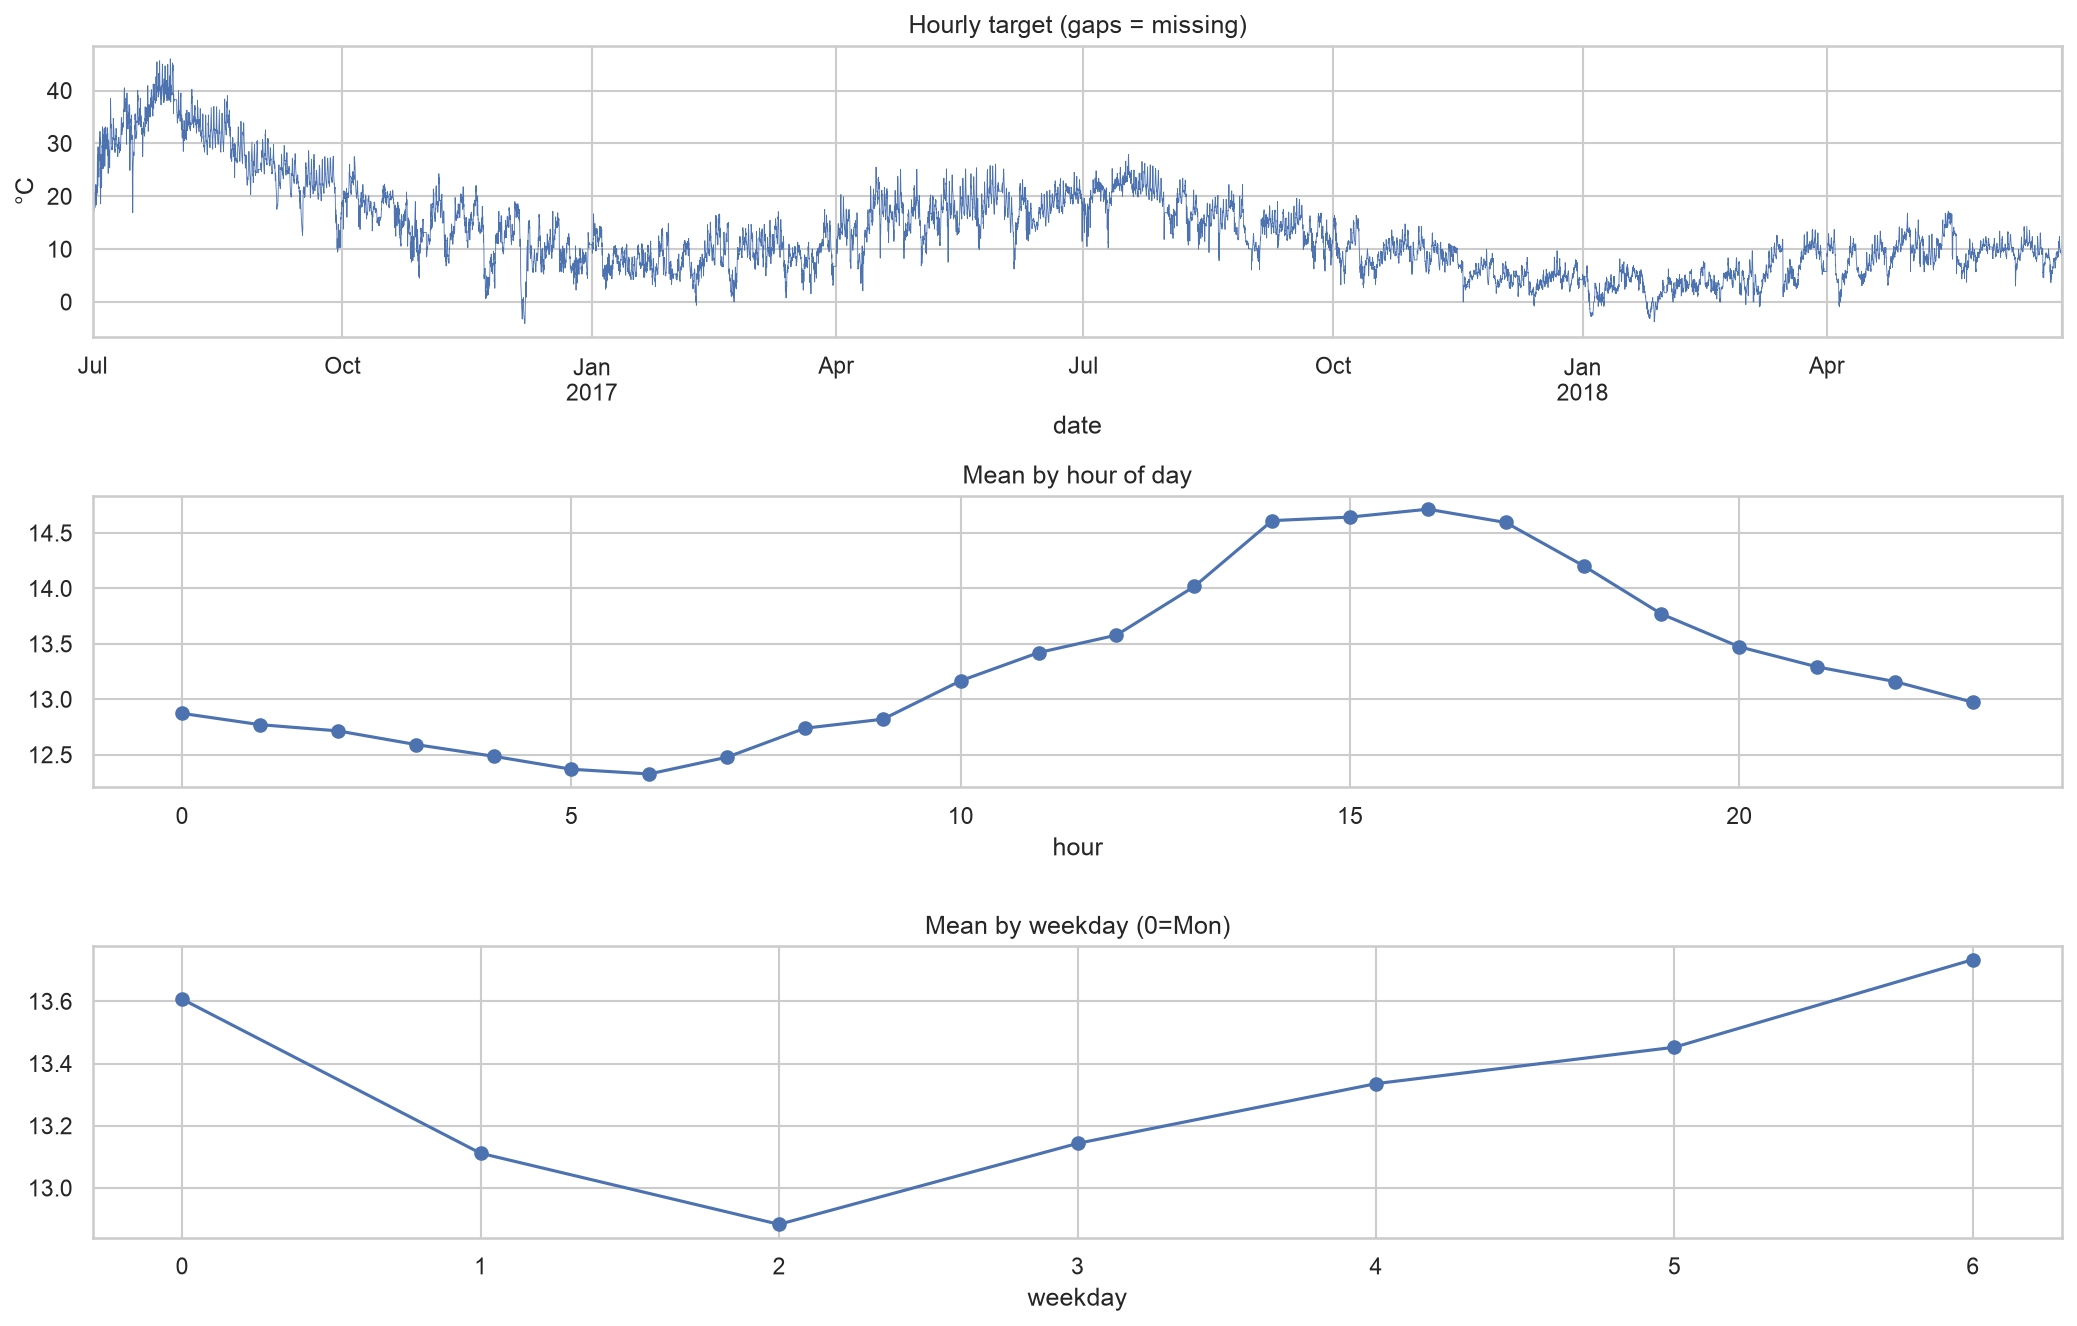 Hourly target (gaps = missing)
40
30
20
10
0
°C
Jul Oct Jan Apr Jul Oct Jan Apr
2017 2018
date
Mean by hour of day
14.5
14.0
13.5
13.0
12.5
0 5 10 15 20
hour
Mean by weekday (0=Mon)
13.6
13.4
13.2
13.0
0 1 2 3 4 5 6
weekday